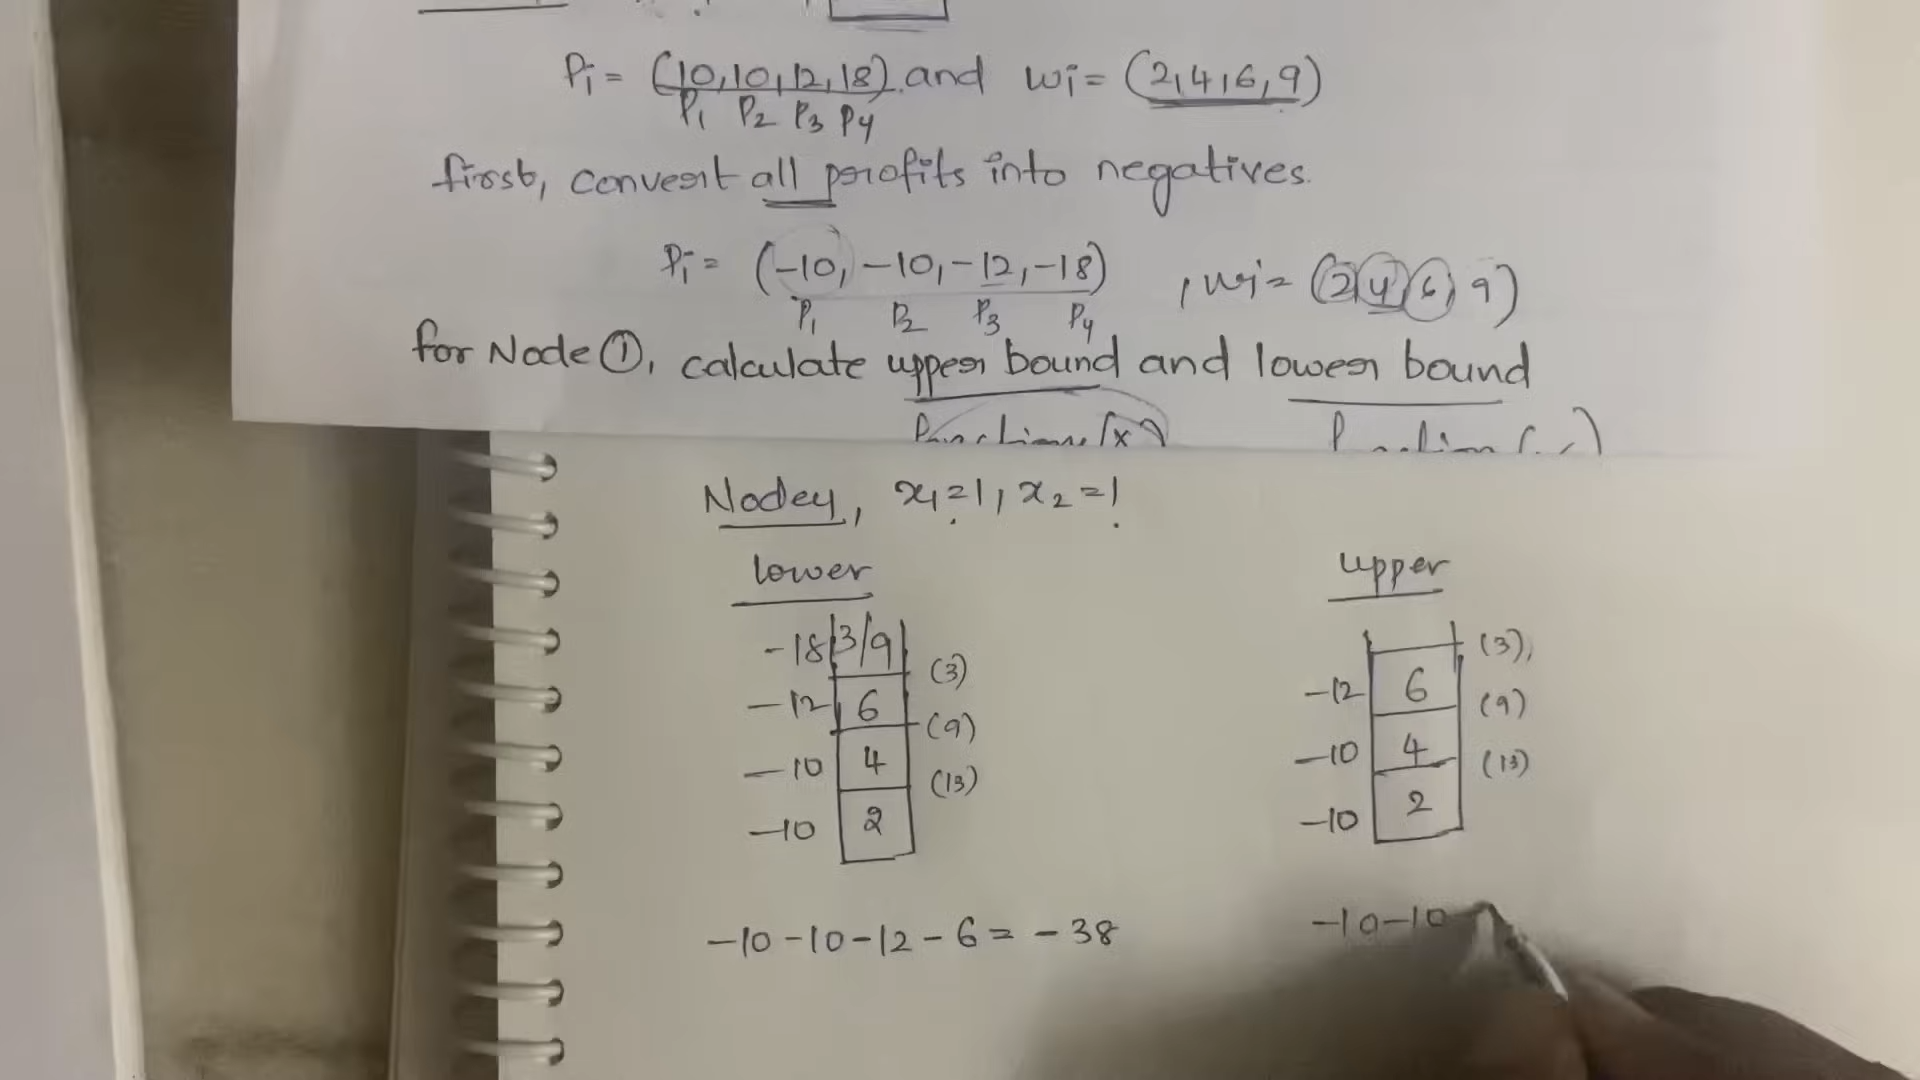 Pi = (10,10,12,18) and wi = (2,4,6,9)
P1 P2 P3 P4
first, convert all profits into negatives.
Pi = (-10, -10, -12, -18) , wi = (2,4,6,9)
P1 P2 P3 P4
for Node ①, calculate upper bound and lower bound
Node4, x1=1, x2=1
lower
-18 3/9
(3)
-12 6
(9)
-10 4
(13)
-10 2
-10-10-12-6 = -38
upper
(3),
-12 6
(9)
-10 4
(13)
-10 2
-10-10